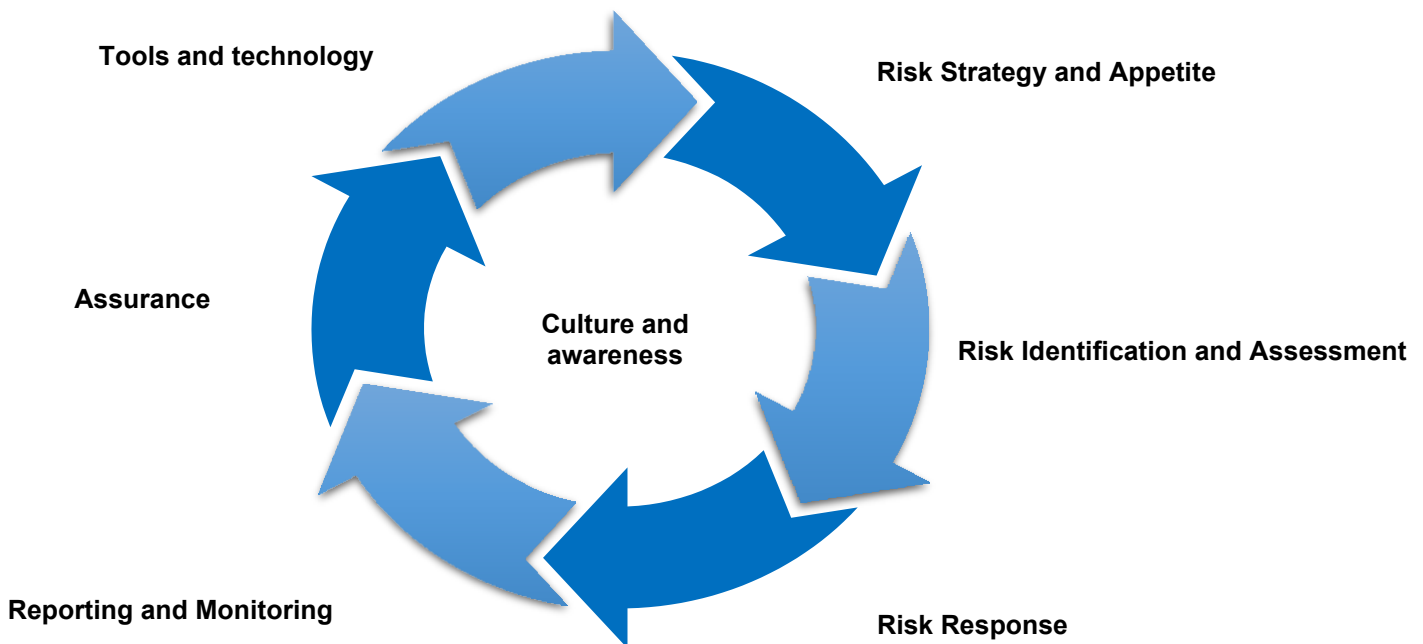 Tools and technology
Risk Strategy and Appetite
Assurance
Culture and
awareness
Risk Identification and Assessment
Reporting and Monitoring
Risk Response